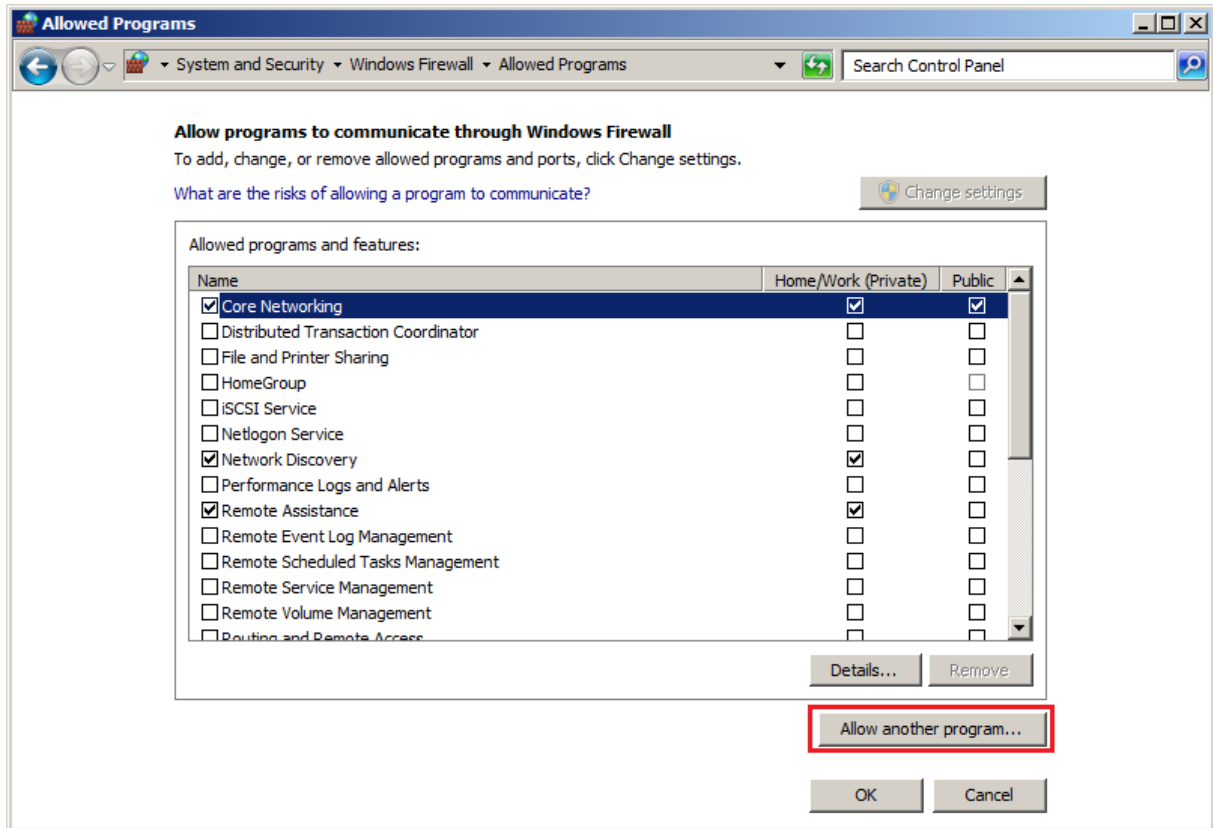 Allowed Programs
System and Security Windows Firewall Allowed Programs Search Control Panel
Allow programs to communicate through Windows Firewall
To add, change, or remove allowed programs and ports, click Change settings.
What are the risks of allowing a program to communicate? Change settings
Allowed programs and features:
Name Home/Work (Private) Public
Core Networking
Distributed Transaction Coordinator
File and Printer Sharing
HomeGroup
iSCSI Service
Netlogon Service
Network Discovery
Performance Logs and Alerts
Remote Assistance
Remote Event Log Management
Remote Scheduled Tasks Management
Remote Service Management
Remote Volume Management
Routing and Remote Access
Details... Remove
Allow another program...
OK Cancel